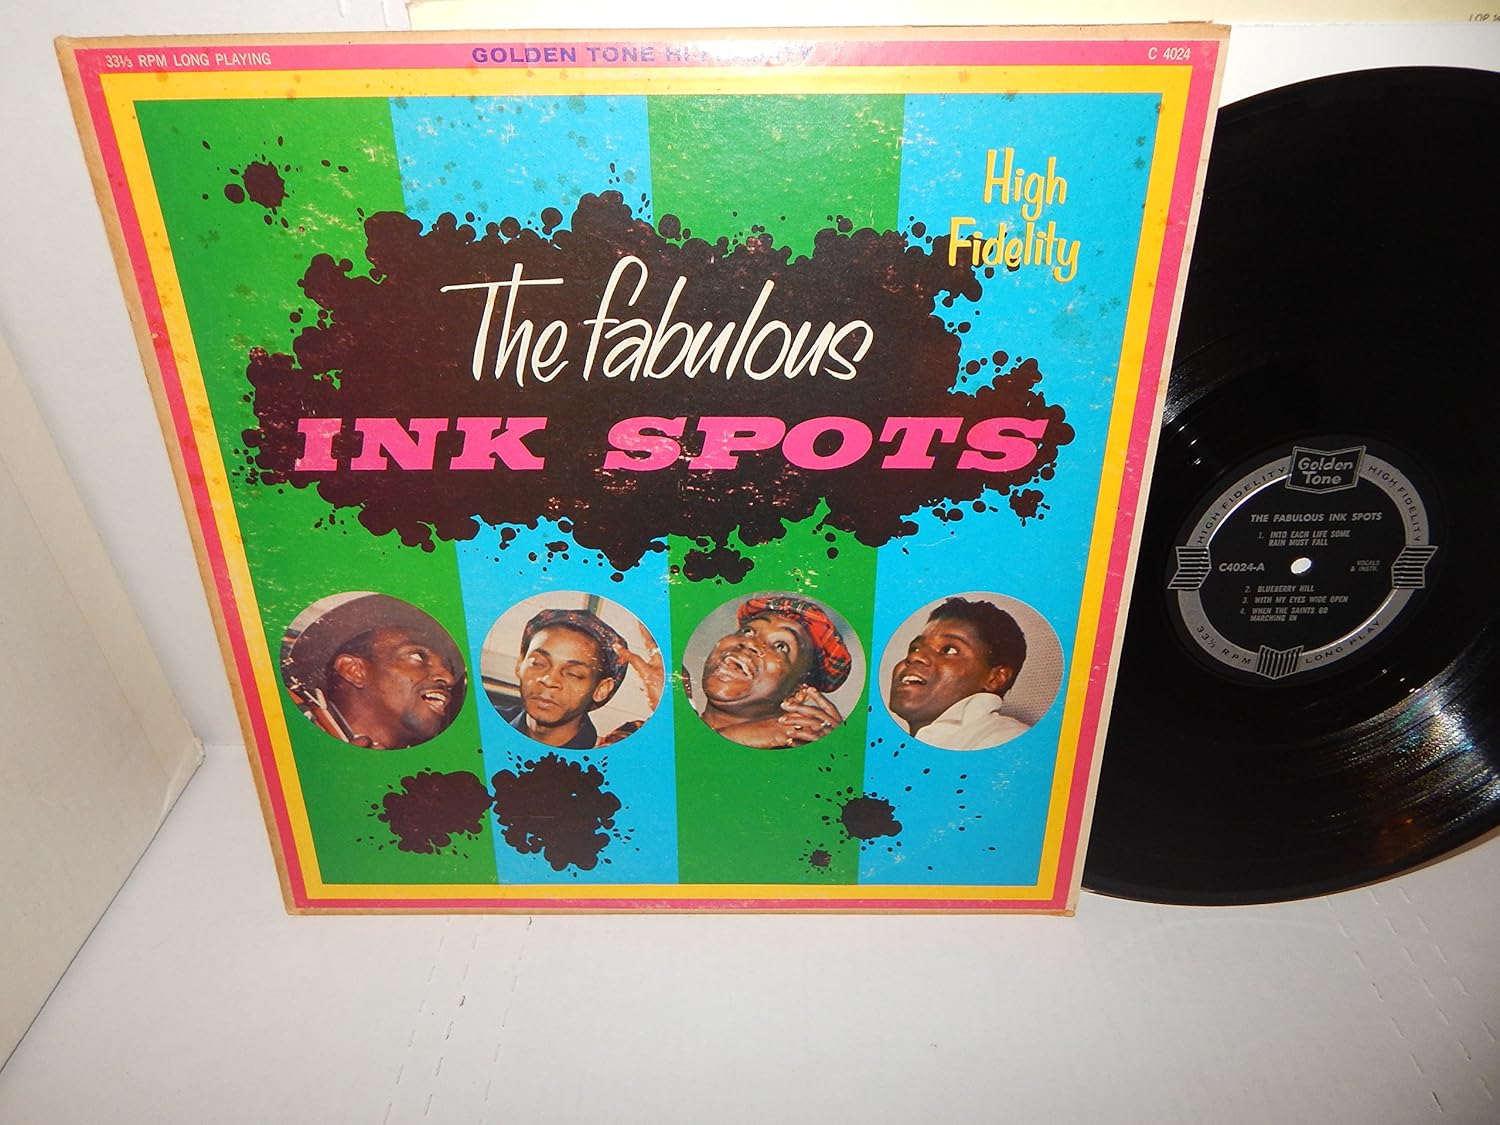 33⅓ RPM LONG PLAYING
GOLDEN TONE HI-FIDELITY
C 4024
High
Fidelity
The fabulous
INK SPOTS
Golden
Tone
HIGH FIDELITY
HIGH FIDELITY
THE FABULOUS INK SPOTS
1. INTO EACH LIFE SOME
RAIN MUST FALL
C4024-A
VOCALS
& INSTR.
2. BLUEBERRY HILL
3. WITH MY EYES WIDE OPEN
4. WHEN THE SAINTS GO
MARCHING IN
33⅓ RPM
LONG PLAY